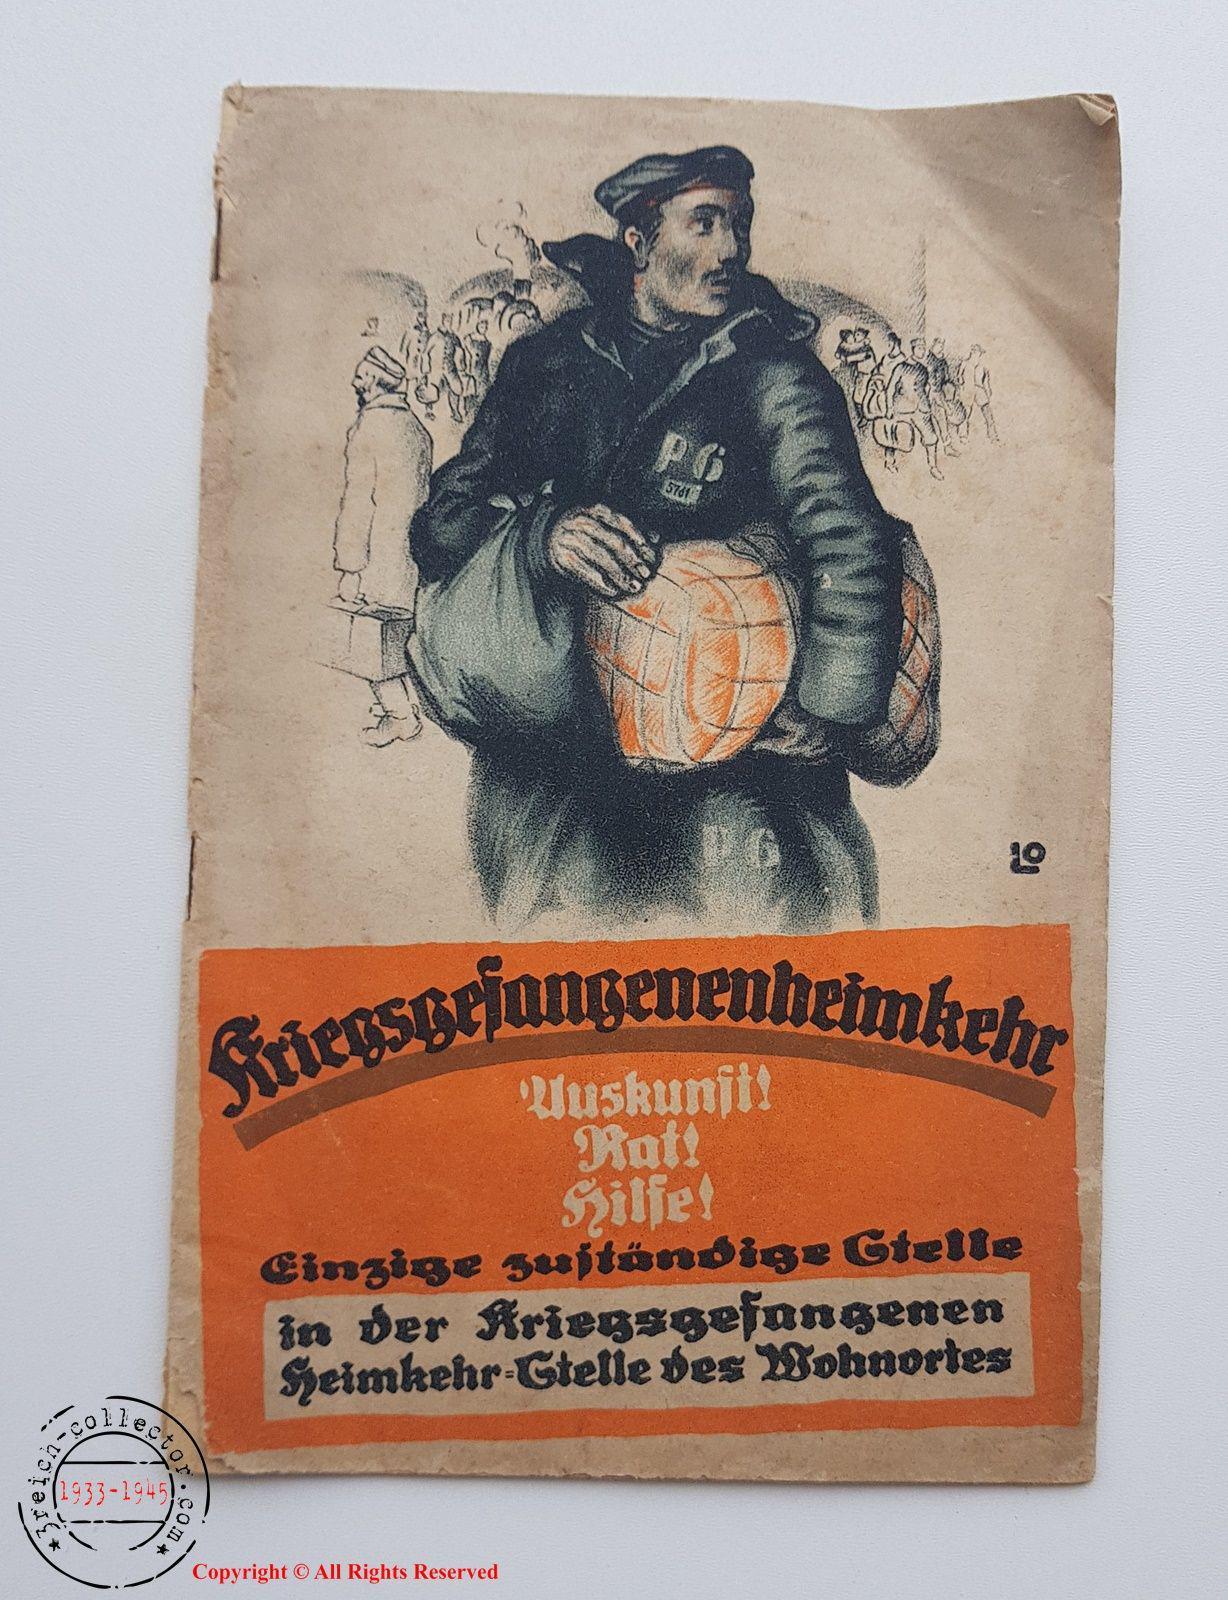 P G
5761
P G
LO
Kriegsgefangenenheimkehr
Auskunft!
Rat!
Hilfe!
Einzige zuständige Stelle
in der Kriegsgefangenen
Heimkehr=Stelle des Wohnortes
3reich-collector.com
1933-1945
Copyright © All Rights Reserved